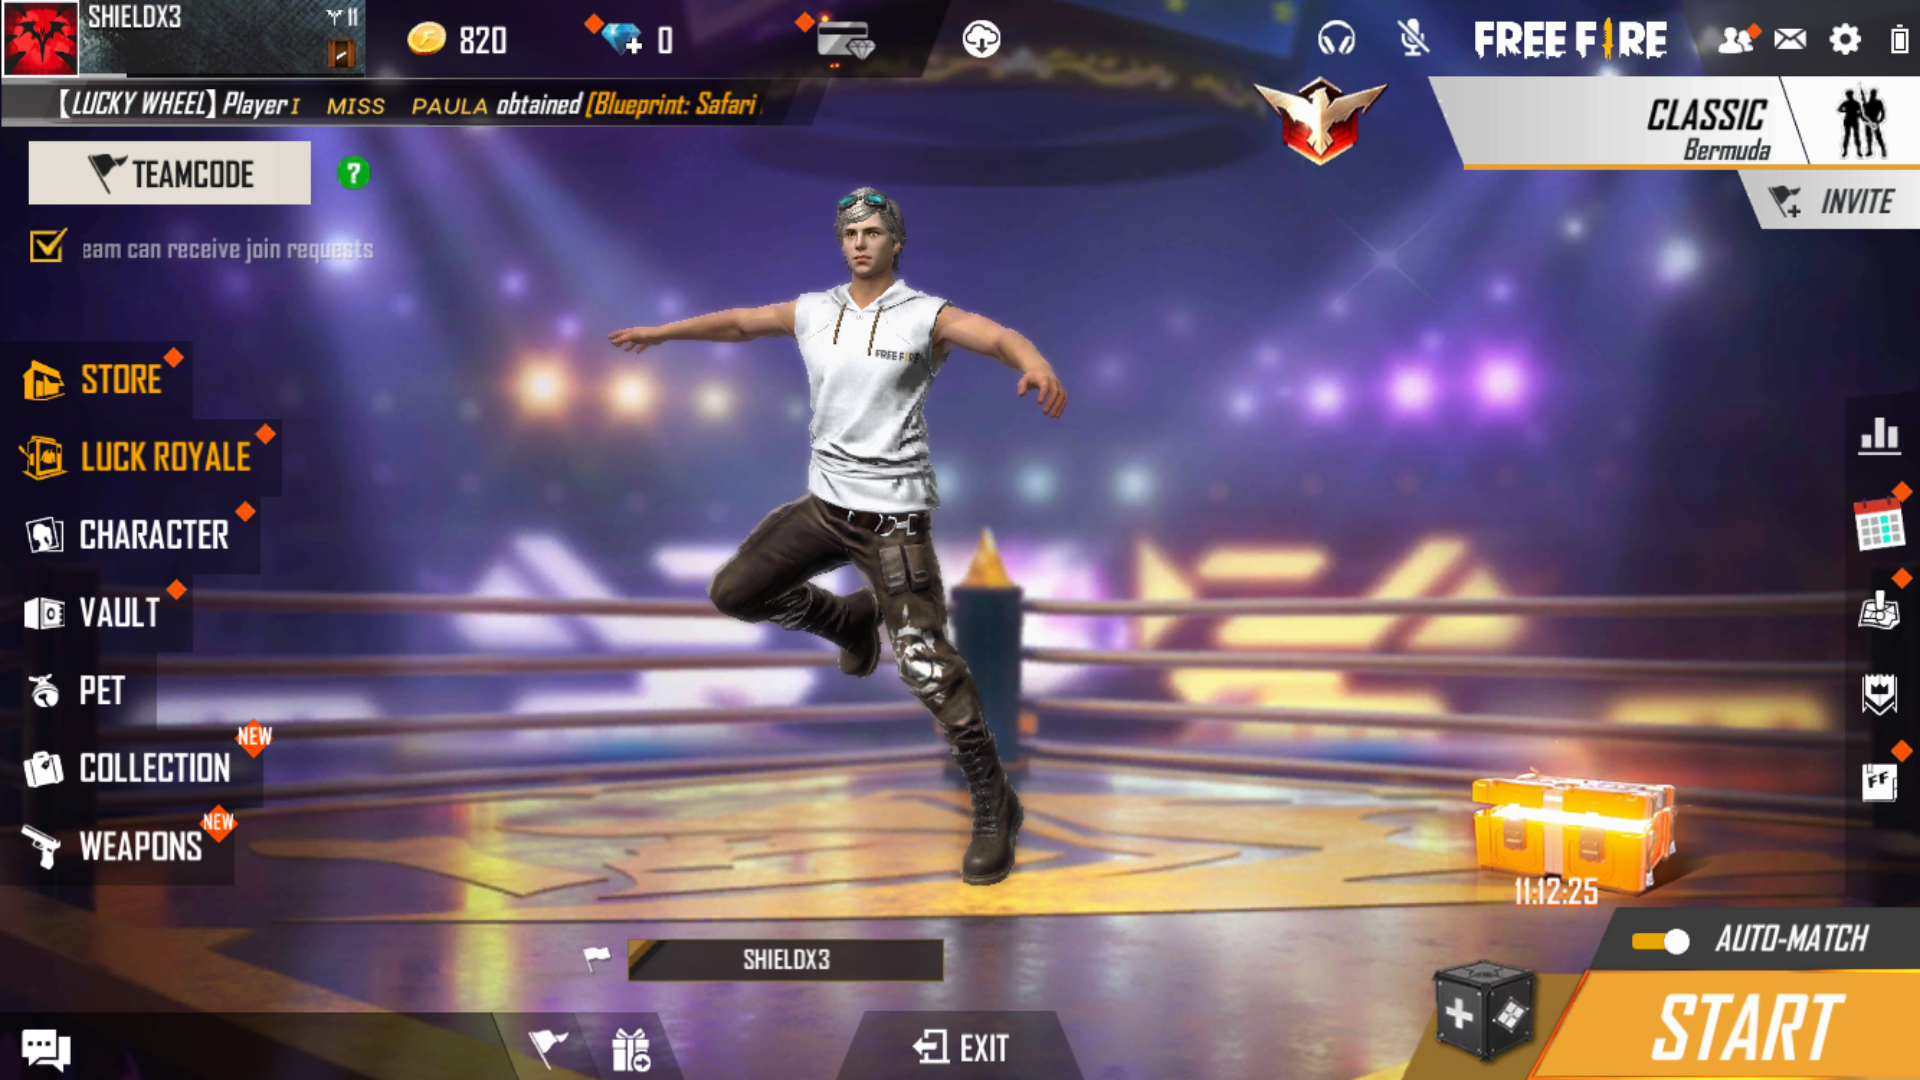 SHIELDX3
11
820
0
FREE FIRE
【LUCKY WHEEL】Player I MISS PAULA obtained [Blueprint: Safari
CLASSIC
Bermuda
TEAMCODE
?
INVITE
eam can receive join requests
FREE FIRE
STORE
LUCK ROYALE
CHARACTER
VAULT
PET
NEW
COLLECTION
FF
NEW
WEAPONS
11:12:25
AUTO-MATCH
SHIELDX3
START
EXIT